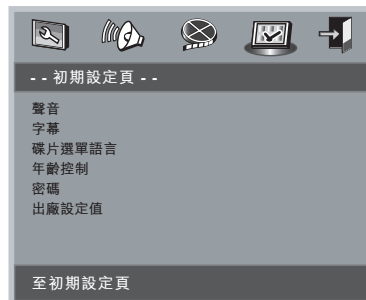 - - 初期設定頁 - -
聲音
字幕
碟片選單語言
年齡控制
密碼
出廠設定值
至初期設定頁